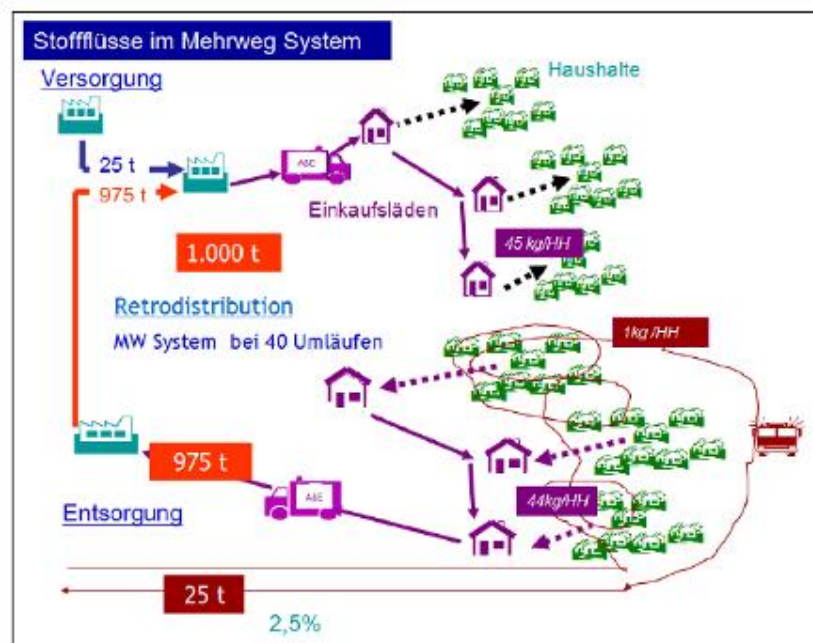 Stoffflüsse im Mehrweg System
Versorgung
Haushalte
25 t
975 t
A&E
Einkaufsläden
45 kg/HH
1.000 t
Retrodistribution
MW System bei 40 Umläufen
1kg /HH
975 t
A&E
44kg/HH
Entsorgung
25 t
2,5%